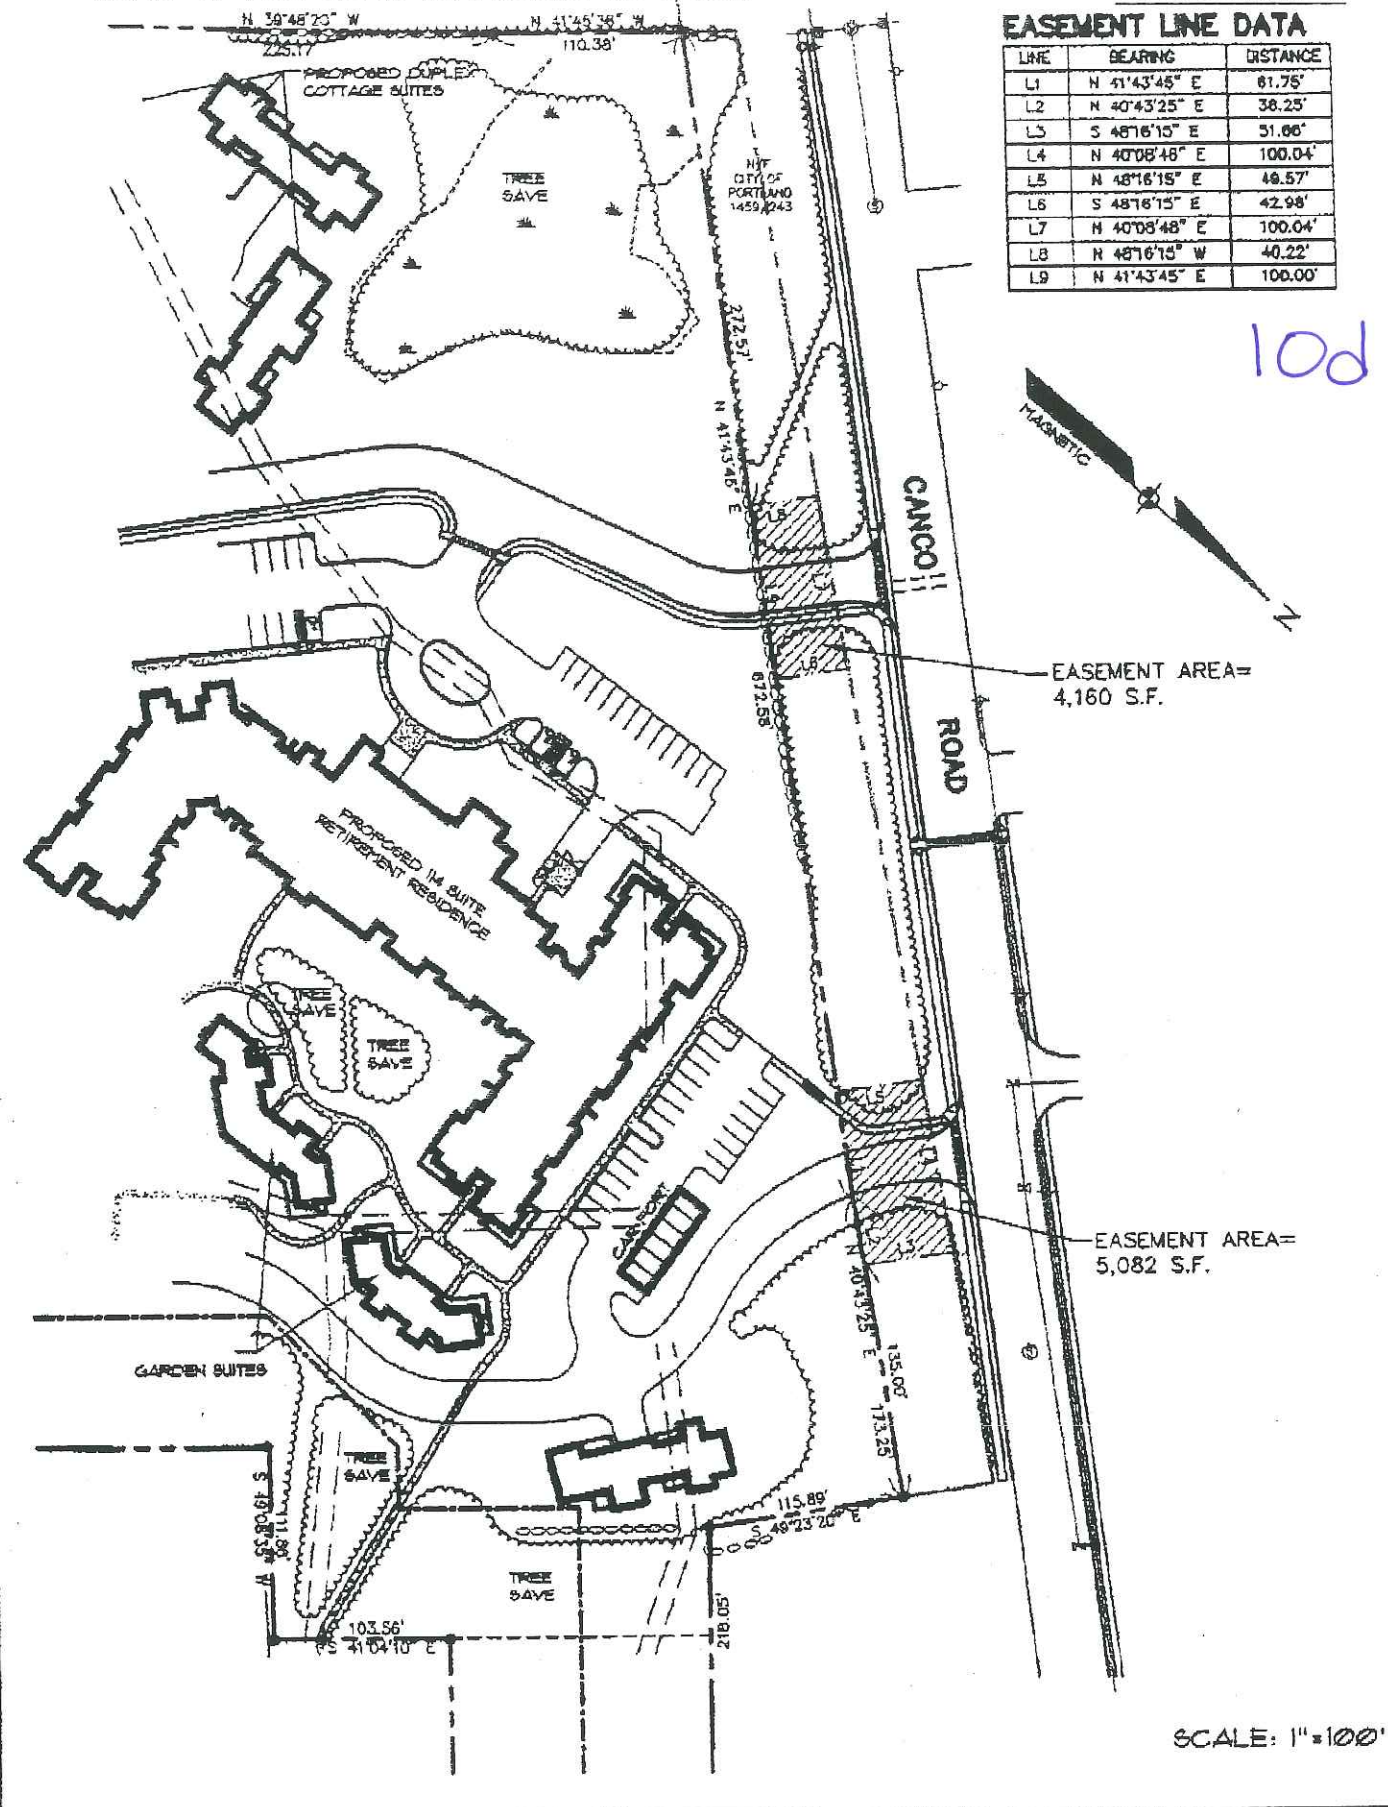 N 39°48'20" W
225.17'
N 41°45'38" W
110.38'
EASEMENT LINE DATA
LINE BEARING DISTANCE
L1 N 41°43'45" E 61.75'
L2 N 40°43'25" E 38.25'
L3 S 48°16'15" E 51.66'
L4 N 40°08'48" E 100.04'
L5 N 48°16'15" E 49.57'
L6 S 48°16'15" E 42.98'
L7 N 40°08'48" E 100.04'
L8 N 48°16'15" W 40.22'
L9 N 41°43'45" E 100.00'
10d
PROPOSED DUPLEX
COTTAGE SUITES
TREE
SAVE
N/F
CITY OF
PORTLAND
1459/243
272.57'
N 41°43'45" E
MAGNETIC
N
CANCO
ROAD
L8
L6
EASEMENT AREA=
4,160 S.F.
672.58'
PROPOSED 114 SUITE
RETIREMENT RESIDENCE
TREE
SAVE
TREE
SAVE
L5
CARPORT
L2
L3
EASEMENT AREA=
5,082 S.F.
N 40°43'25" E
135.00'
173.25'
GARDEN SUITES
TREE
SAVE
S 49°08'35" W
111.86'
115.89'
S 49°23'20" E
TREE
SAVE
218.05'
103.56'
S 41°04'10" E
SCALE: 1"=100'